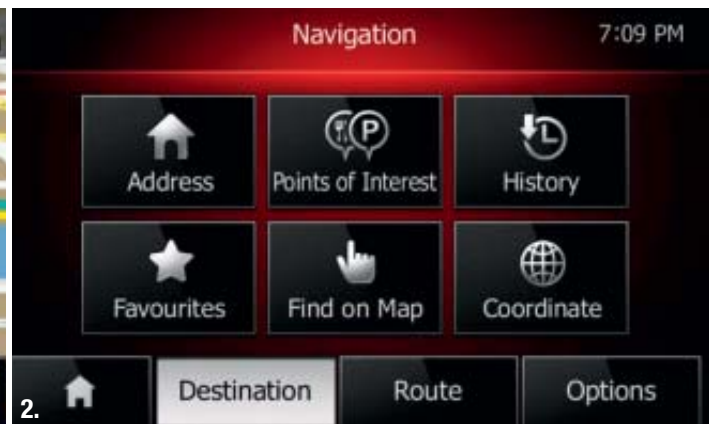 Navigation 7:09 PM
P
Address Points of Interest History
Favourites Find on Map Coordinate
2. Destination Route Options